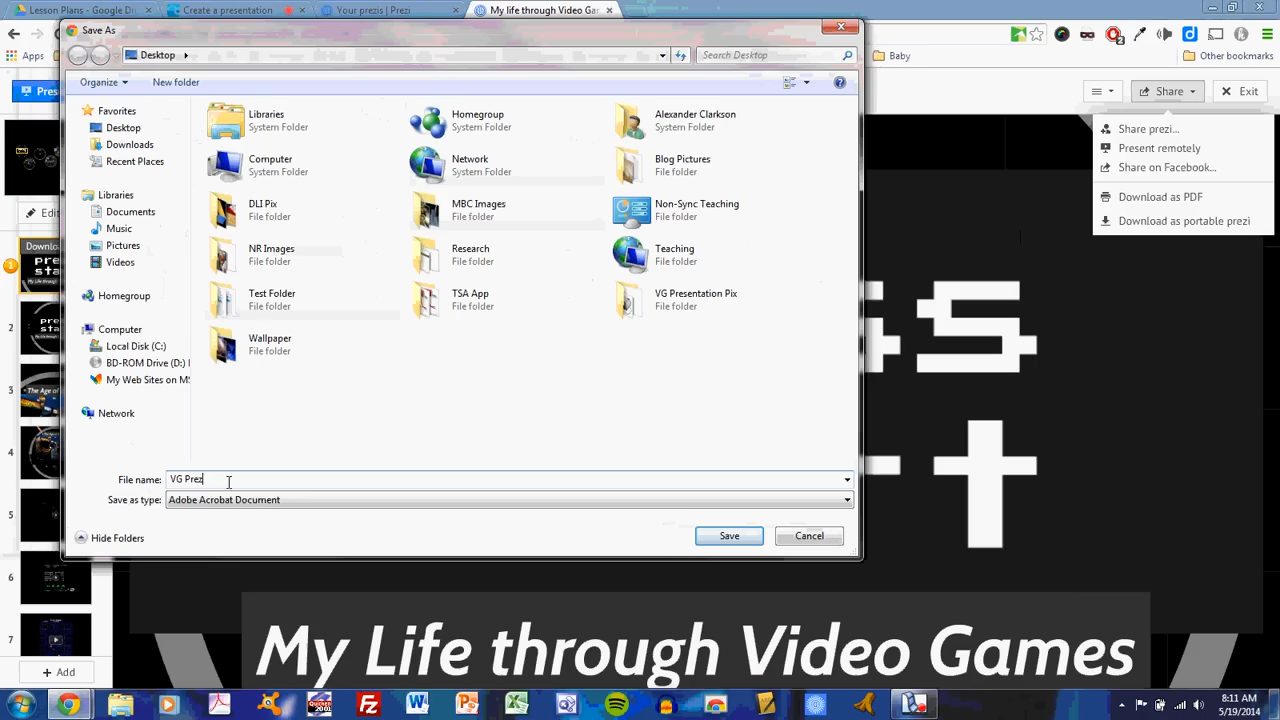 Lesson Plans - Google Dri
Create a presentation
Your prezis | Prezi
My life through Video Gar
Save As
Desktop
Search Desktop
Apps
Baby
Other bookmarks
Organize
New folder
Pres
Share
Exit
Favorites
Desktop
Downloads
Recent Places
Libraries
Documents
Music
Pictures
Videos
Homegroup
Computer
Local Disk (C:)
BD-ROM Drive (D:)
My Web Sites on MS
Network
Libraries
System Folder
Homegroup
System Folder
Alexander Clarkson
System Folder
Computer
System Folder
Network
System Folder
Blog Pictures
File folder
DLI Pix
File folder
MBC Images
File folder
Non-Sync Teaching
File folder
NR Images
File folder
Research
File folder
Teaching
File folder
Test Folder
File folder
TSA App
File folder
VG Presentation Pix
File folder
Wallpaper
File folder
Share prezi...
Present remotely
Share on Facebook...
Download as PDF
Download as portable prezi
Edit
Downlo
1
2
3
The Age of
4
5
6
7
Add
File name: VG Prez
Save as type: Adobe Acrobat Document
Hide Folders
Save
Cancel
My Life through Video Games
8:11 AM
5/19/2014